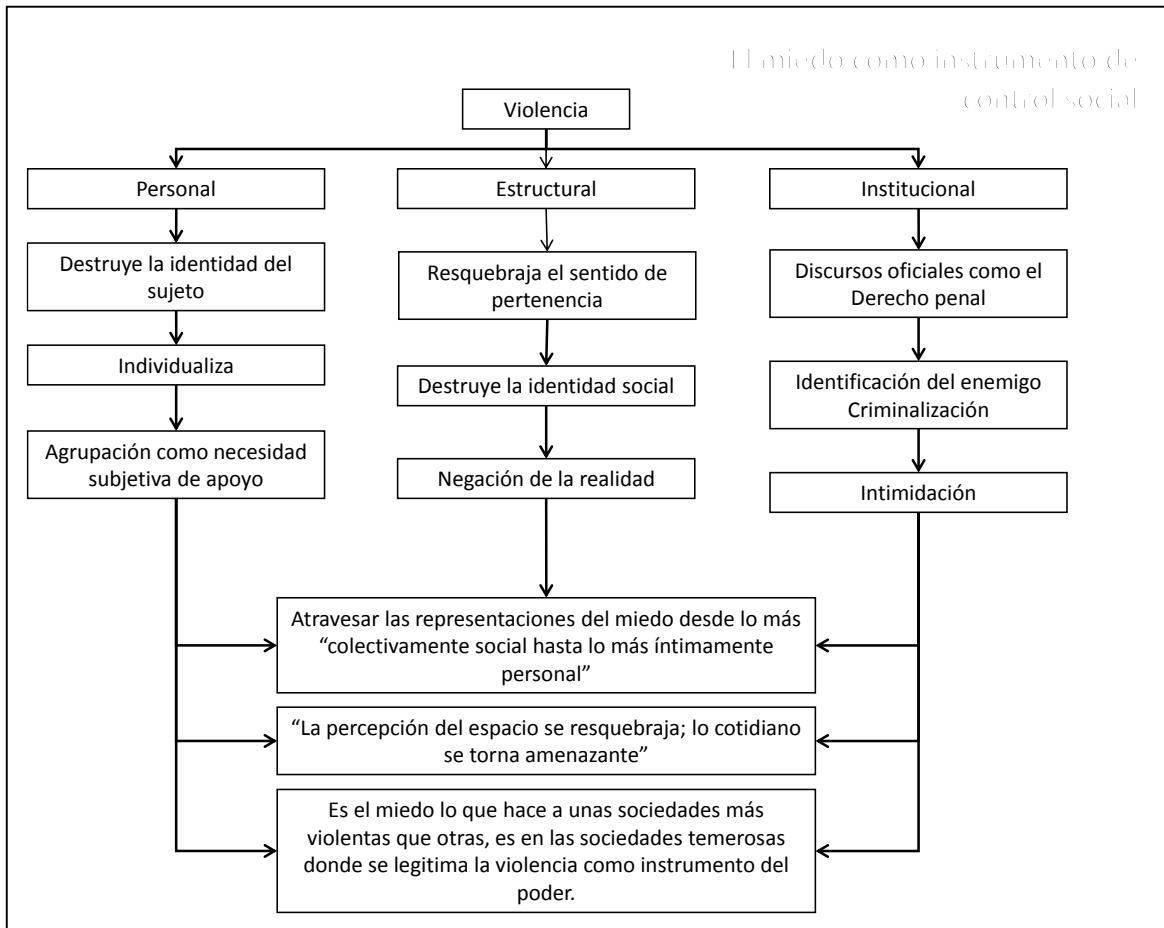 El miedo como instrumento de
control social
Violencia
Personal
Estructural
Institucional
Destruye la identidad del
sujeto
Resquebraja el sentido de
pertenencia
Discursos oficiales como el
Derecho penal
Individualiza
Destruye la identidad social
Identificación del enemigo
Criminalización
Agrupación como necesidad
subjetiva de apoyo
Negación de la realidad
Intimidación
Atravesar las representaciones del miedo desde lo más
“colectivamente social hasta lo más íntimamente
personal”
“La percepción del espacio se resquebraja; lo cotidiano
se torna amenazante”
Es el miedo lo que hace a unas sociedades más
violentas que otras, es en las sociedades temerosas
donde se legitima la violencia como instrumento del
poder.